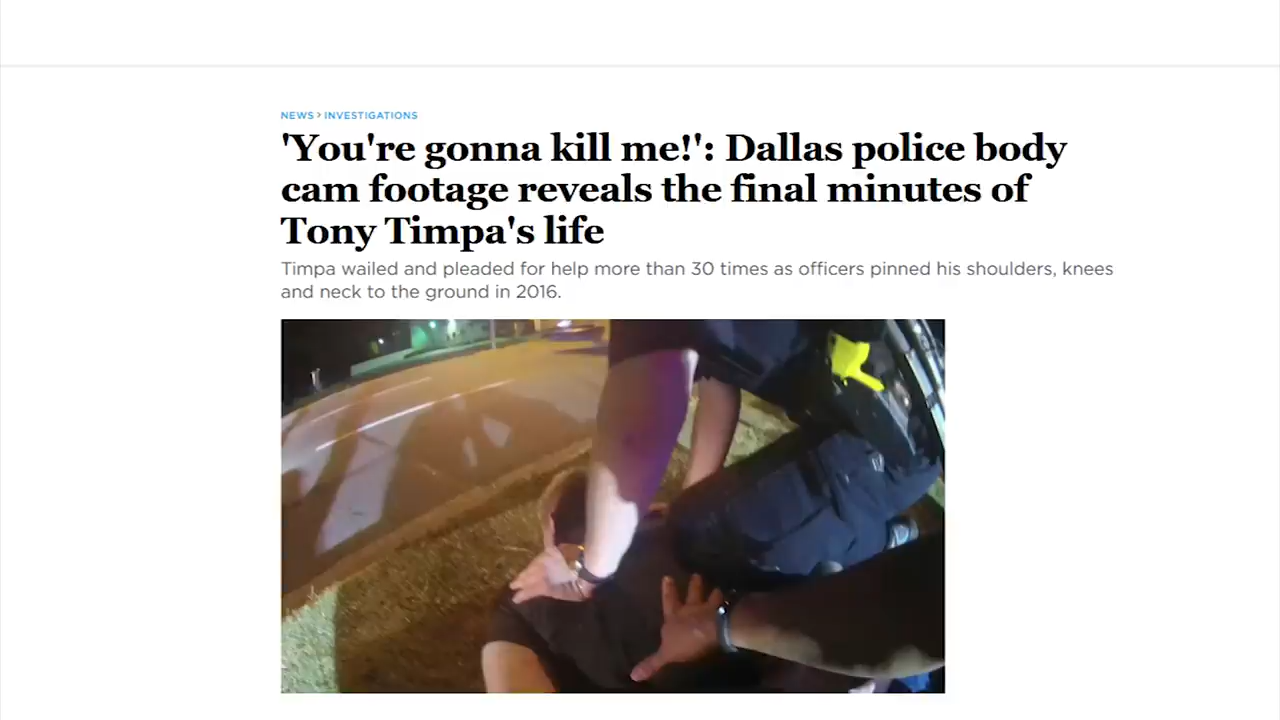 NEWS > INVESTIGATIONS
'You're gonna kill me!': Dallas police body
cam footage reveals the final minutes of
Tony Timpa's life
Timpa wailed and pleaded for help more than 30 times as officers pinned his shoulders, knees
and neck to the ground in 2016.